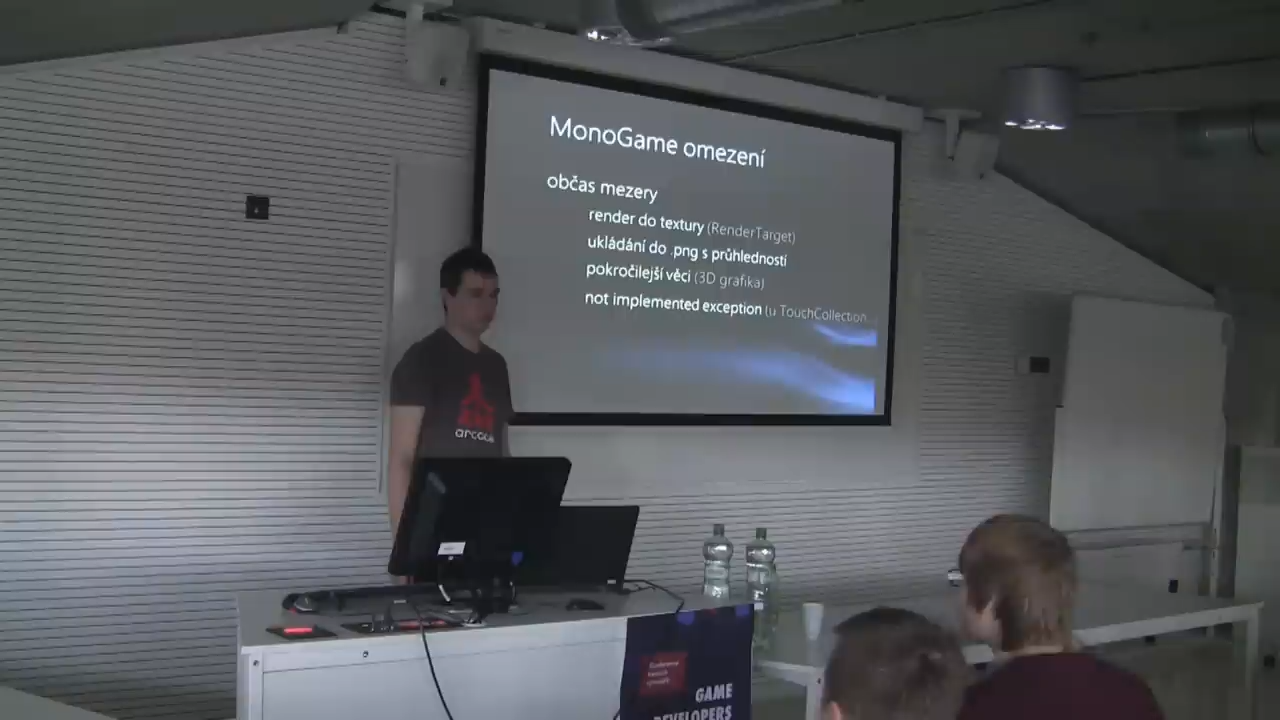 MonoGame omezení
občas mezery
render do textury (RenderTarget)
ukládání do .png s průhledností
pokročilejší věci (3D grafika)
not implemented exception (u TouchCollection...
arcade
GAME
DEVELOPERS